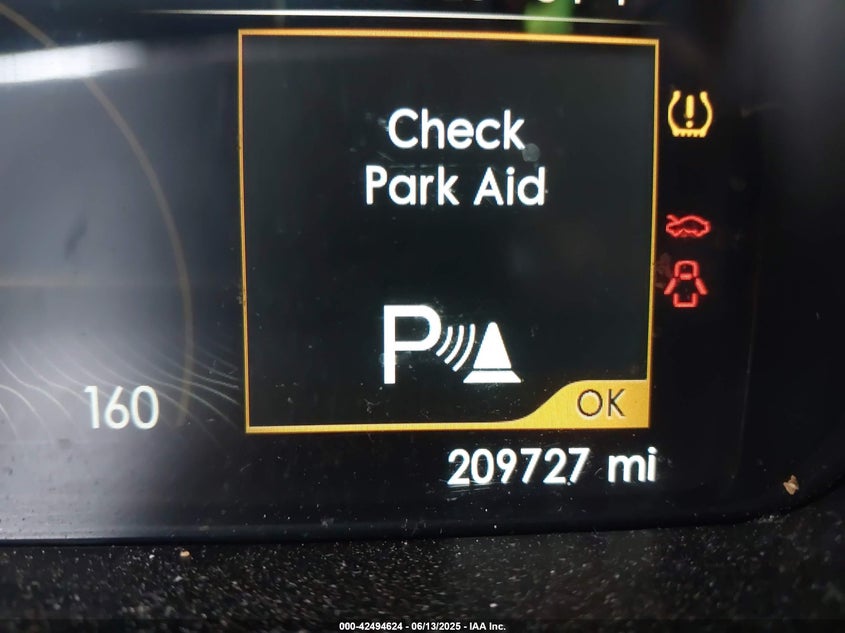 Check
Park Aid
P
OK
160
209727 mi
000-42494624 - 06/13/2025 - IAA Inc.